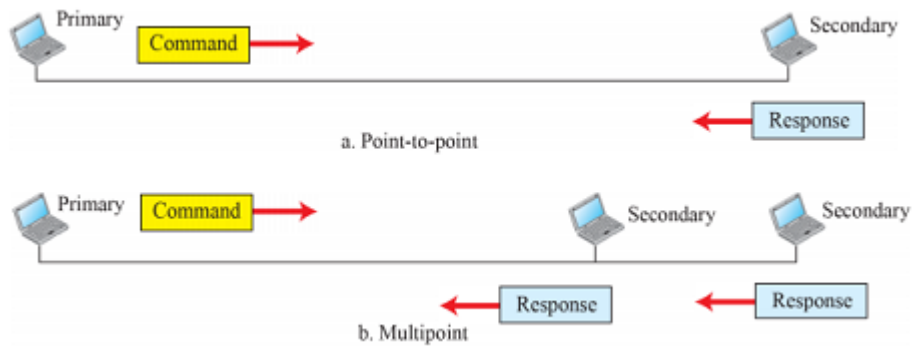 Primary
Command
Secondary
Response
a. Point-to-point
Primary
Command
Secondary
Secondary
Response
Response
b. Multipoint